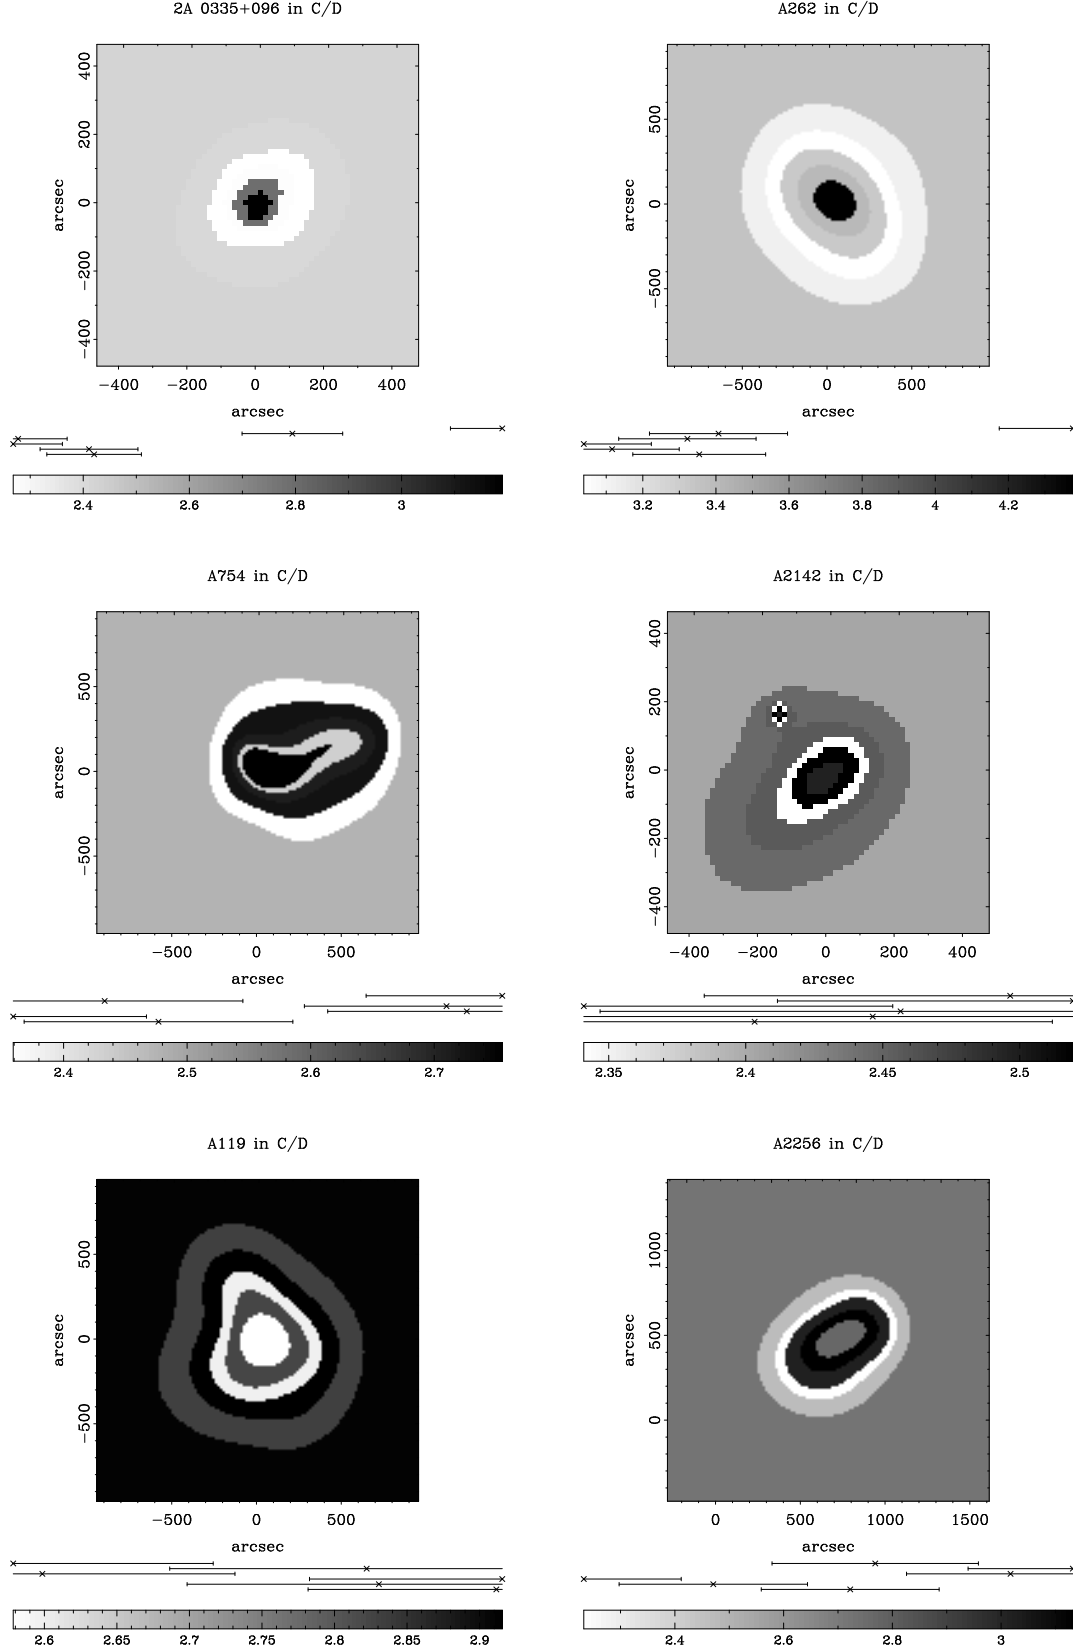 2A 0335+096 in C/D
400
200
0
−200
−400
arcsec
−400 −200 0 200 400
arcsec
2.4 2.6 2.8 3
A262 in C/D
500
0
−500
arcsec
−500 0 500
arcsec
3.2 3.4 3.6 3.8 4 4.2
A754 in C/D
500
0
−500
arcsec
−500 0 500
arcsec
2.4 2.5 2.6 2.7
A2142 in C/D
400
200
0
−200
−400
arcsec
−400 −200 0 200 400
arcsec
2.35 2.4 2.45 2.5
A119 in C/D
500
0
−500
arcsec
−500 0 500
arcsec
2.6 2.65 2.7 2.75 2.8 2.85 2.9
A2256 in C/D
1000
500
0
arcsec
0 500 1000 1500
arcsec
2.4 2.6 2.8 3